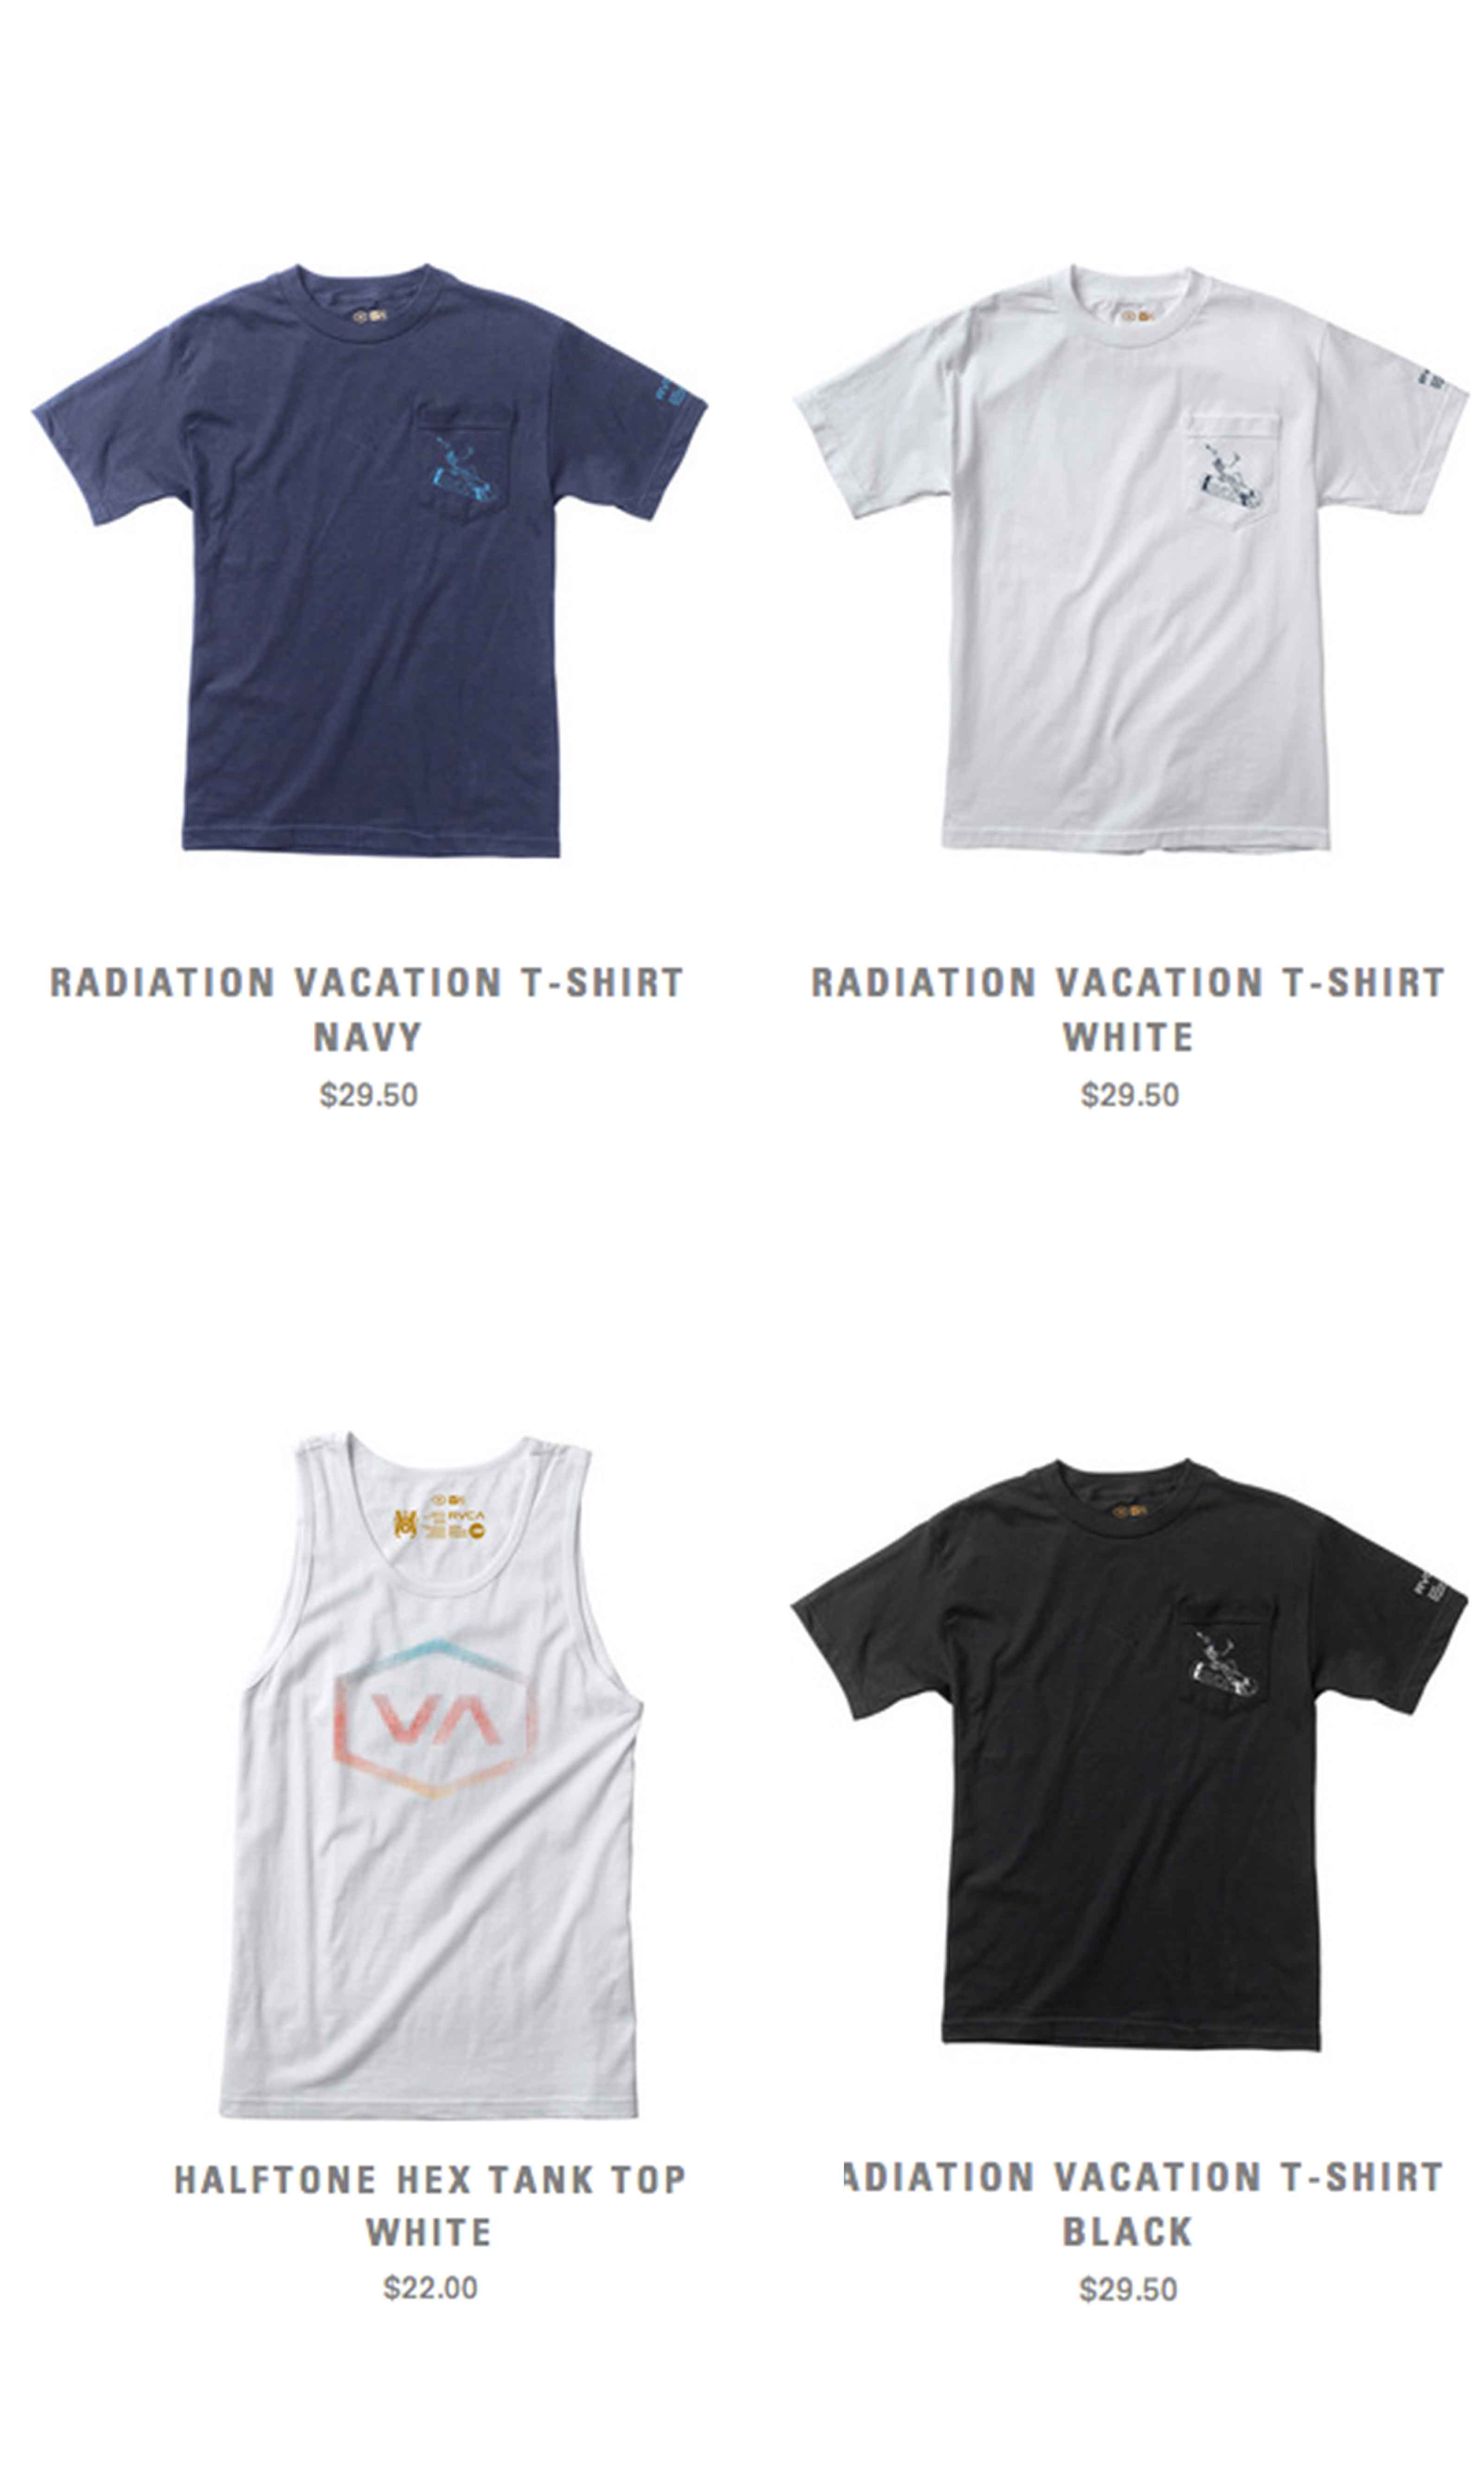 RADIATION VACATION T-SHIRT
NAVY
$29.50
RADIATION VACATION T-SHIRT
WHITE
$29.50
RVCA
VA
HALFTONE HEX TANK TOP
WHITE
$22.00
ADIATION VACATION T-SHIRT
BLACK
$29.50